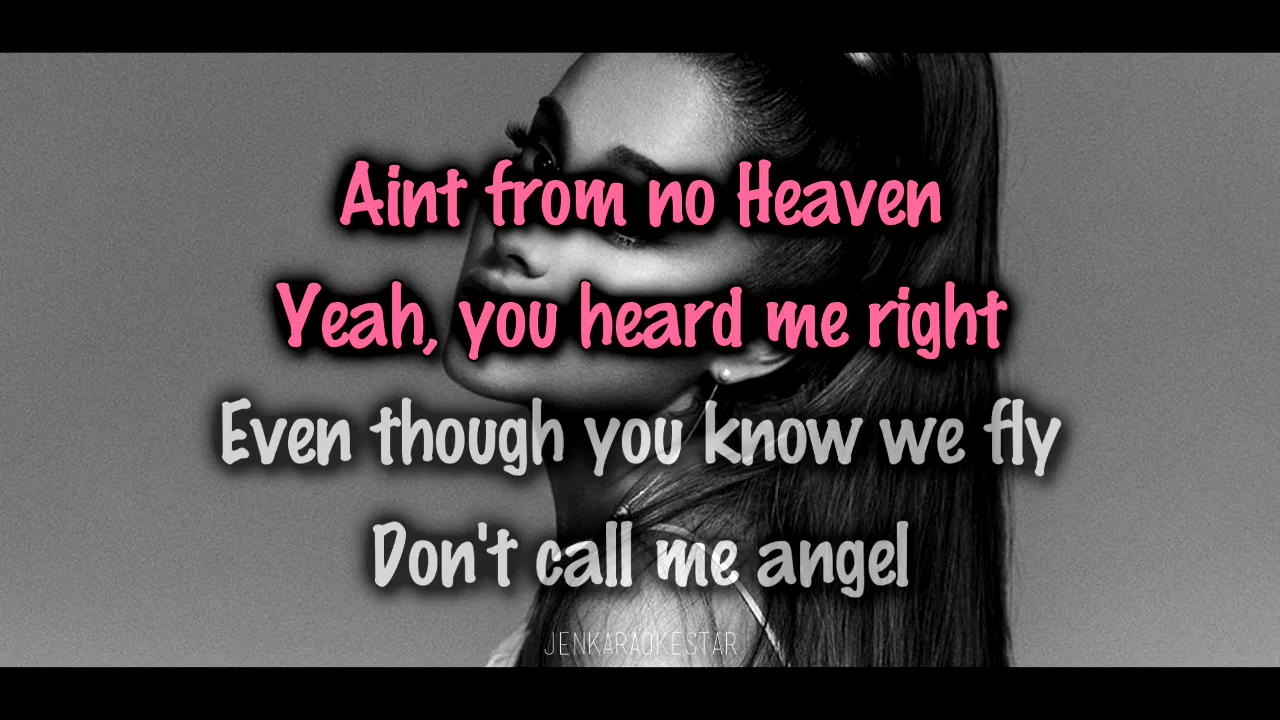 Aint from no Heaven
Yeah, you heard me right
Even though you know we fly
Don't call me angel
JENKARAOKESTAR